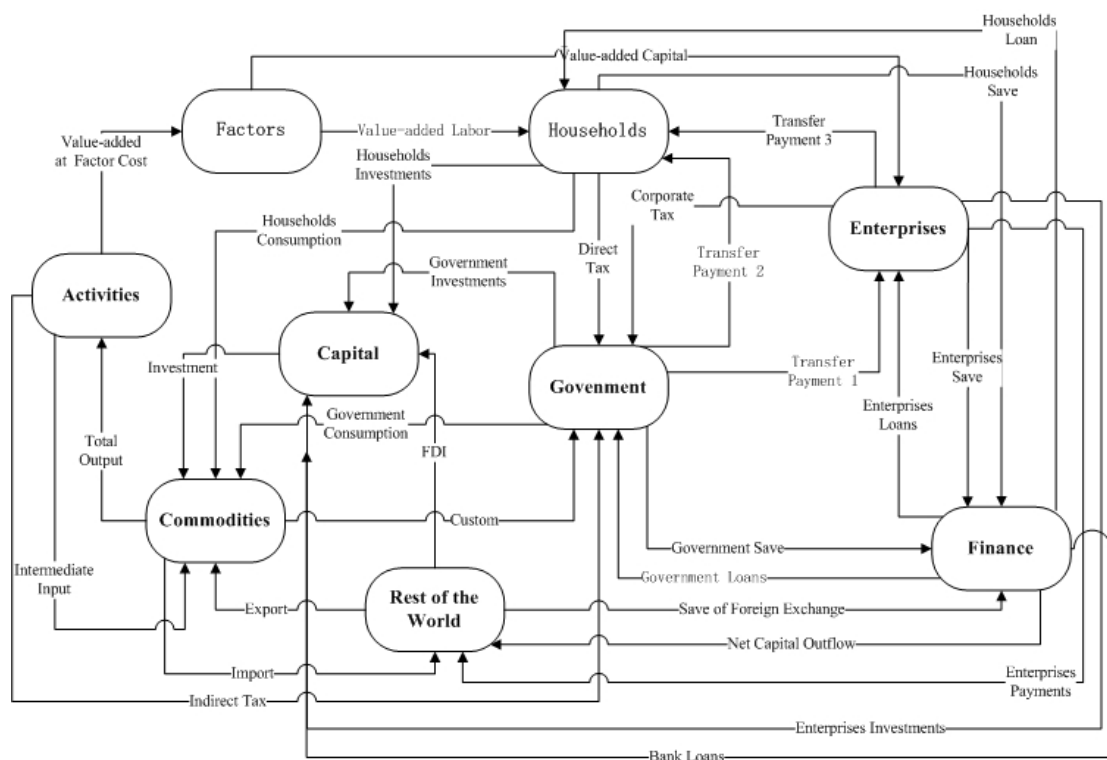 Households
Loan
Value-added Capital
Households
Save
Factors
Value-added Labor
Households
Transfer
Payment 3
Value-added
at Factor Cost
Households
Investments
Corporate
Tax
Enterprises
Households
Consumption
Direct
Tax
Transfer
Payment 2
Government
Investments
Activities
Capital
Investment
Govenment
Transfer
Payment 1
Enterprises
Save
Enterprises
Loans
Government
Consumption
Total
Output
FDI
Commodities
Custom
Government Save
Finance
Intermediate
Input
Government Loans
Rest of the
World
Export
Save of Foreign Exchange
Net Capital Outflow
Import
Enterprises
Payments
Indirect Tax
Enterprises Investments
Bank Loans